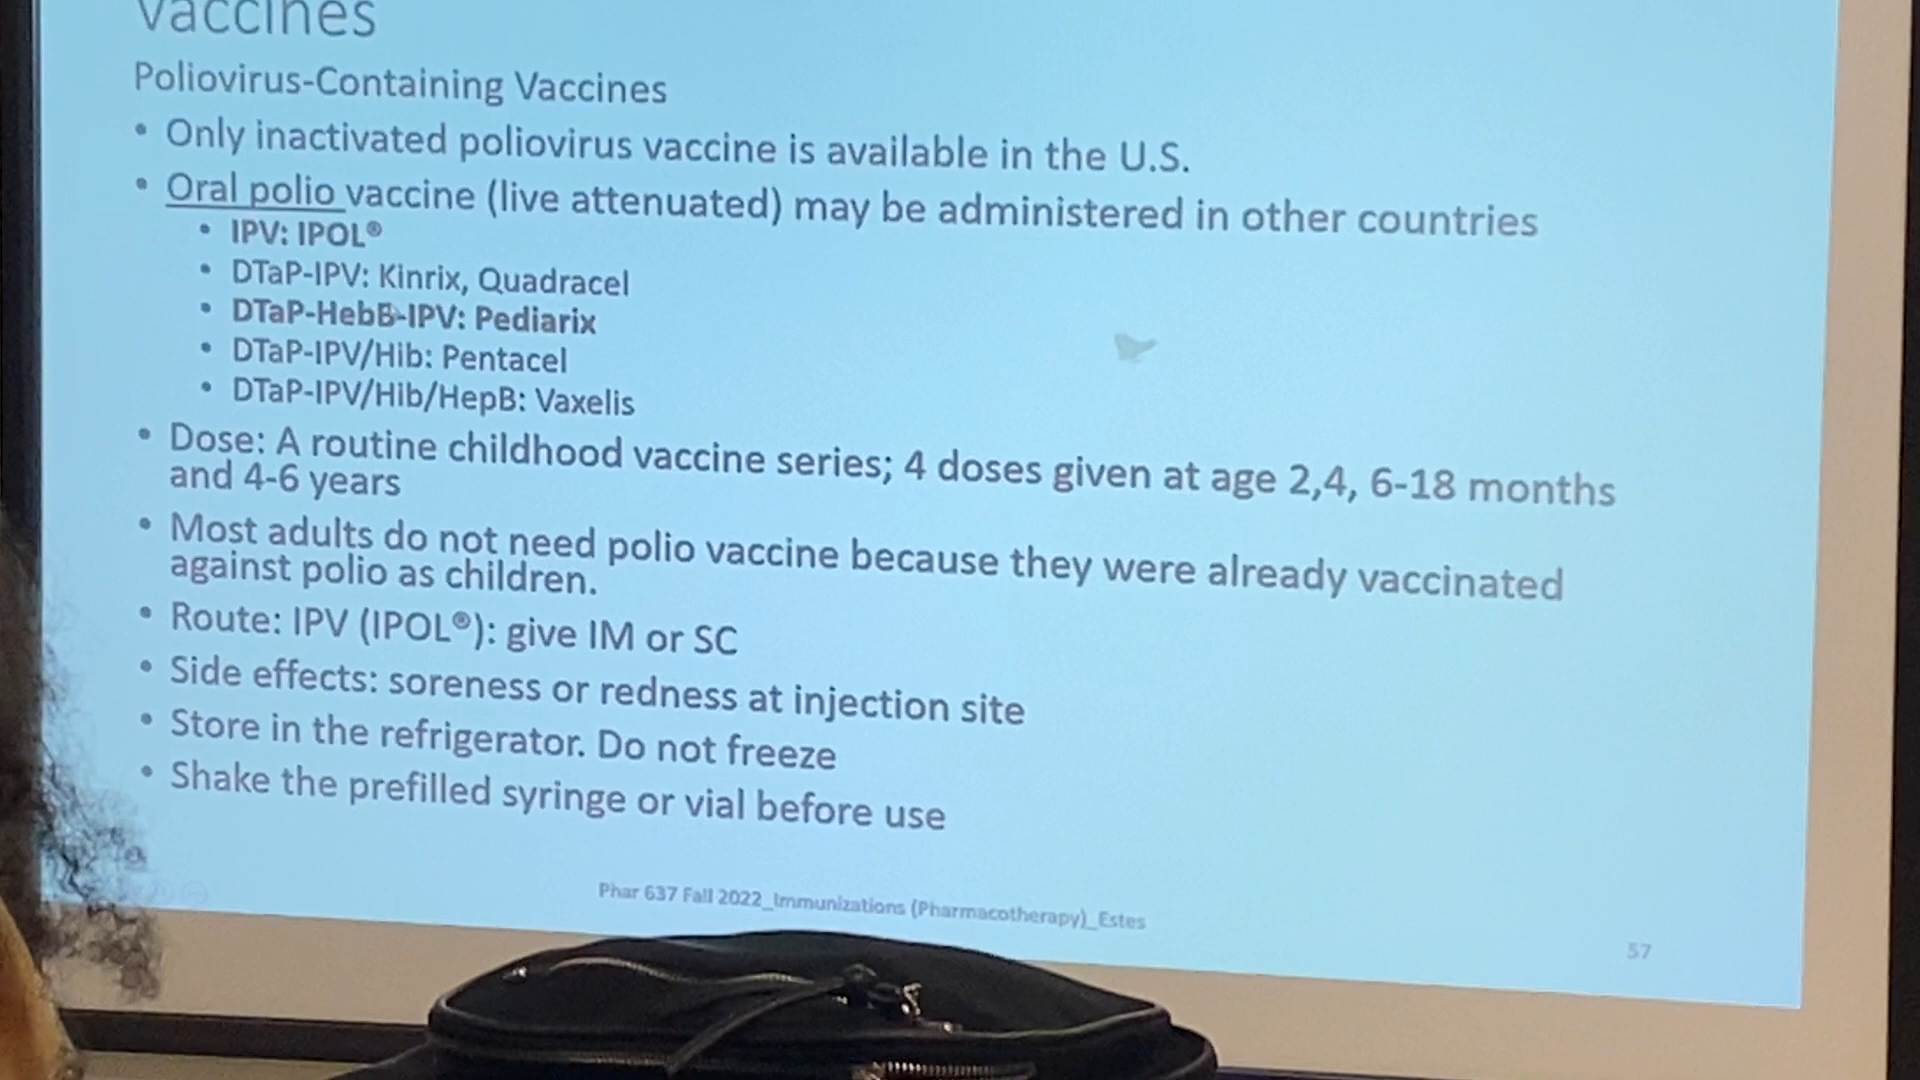 Vaccines
Poliovirus-Containing Vaccines
• Only inactivated poliovirus vaccine is available in the U.S.
• Oral polio vaccine (live attenuated) may be administered in other countries
• IPV: IPOL®
• DTaP-IPV: Kinrix, Quadracel
• DTaP-HebB-IPV: Pediarix
• DTaP-IPV/Hib: Pentacel
• DTaP-IPV/Hib/HepB: Vaxelis
• Dose: A routine childhood vaccine series; 4 doses given at age 2,4, 6-18 months
and 4-6 years
• Most adults do not need polio vaccine because they were already vaccinated
against polio as children.
• Route: IPV (IPOL®): give IM or SC
• Side effects: soreness or redness at injection site
• Store in the refrigerator. Do not freeze
• Shake the prefilled syringe or vial before use
Phar 637 Fall 2022_Immunizations (Pharmacotherapy)_Estes
57